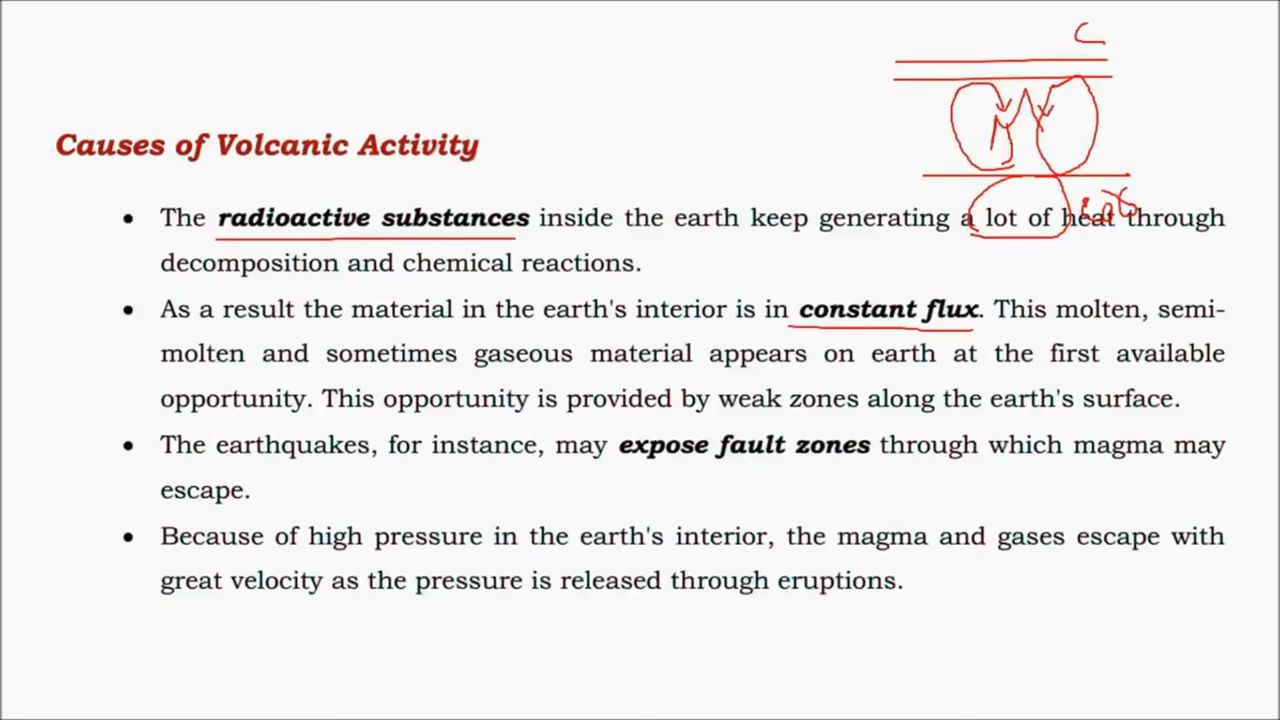 C
M
Causes of Volcanic Activity
• The radioactive substances inside the earth keep generating a lot of heat through
decomposition and chemical reactions.
• As a result the material in the earth's interior is in constant flux. This molten, semi-
molten and sometimes gaseous material appears on earth at the first available
opportunity. This opportunity is provided by weak zones along the earth's surface.
• The earthquakes, for instance, may expose fault zones through which magma may
escape.
• Because of high pressure in the earth's interior, the magma and gases escape with
great velocity as the pressure is released through eruptions.